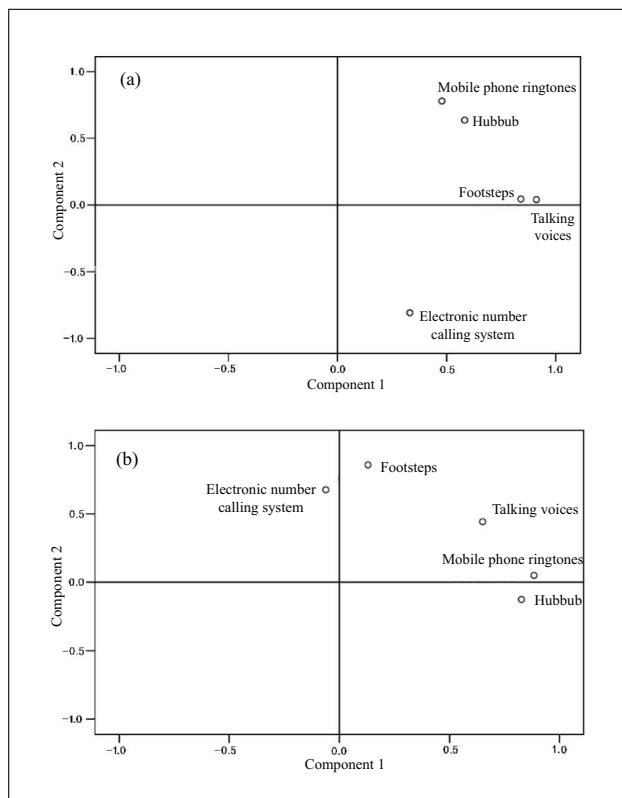 (a)
Mobile phone ringtones
Hubbub
Footsteps
Talking
voices
Electronic number
calling system
1.0
0.5
0.0
−0.5
−1.0
Component 2
−1.0
−0.5
0.0
0.5
1.0
Component 1
(b)
Footsteps
Electronic number
calling system
Talking voices
Mobile phone ringtones
Hubbub
1.0
0.5
0.0
−0.5
−1.0
Component 2
−1.0
−0.5
0.0
0.5
1.0
Component 1